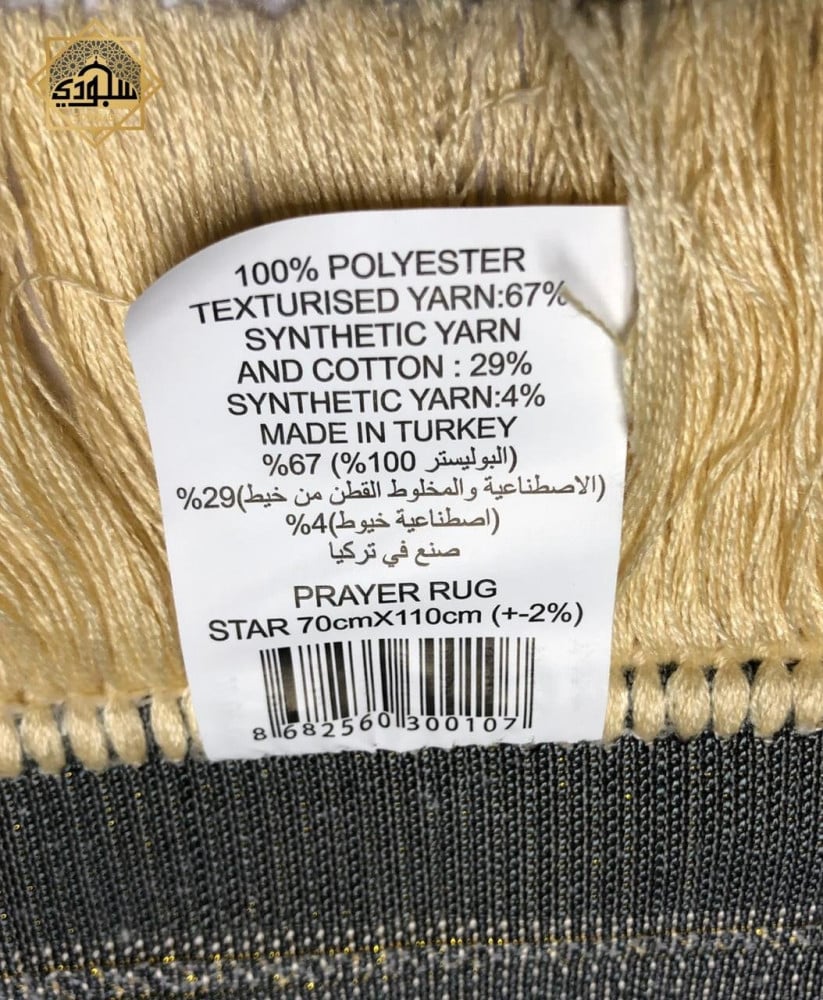 سجودي
100% POLYESTER
TEXTURISED YARN:67%
SYNTHETIC YARN
AND COTTON : 29%
SYNTHETIC YARN:4%
MADE IN TURKEY
(البوليستر 100%) 67%
(الاصطناعية والمخلوط القطن من خيط)29%
(اصطناعية خيوط)4%
صنع في تركيا
PRAYER RUG
STAR 70cmX110cm (+-2%)
8 682560 300107